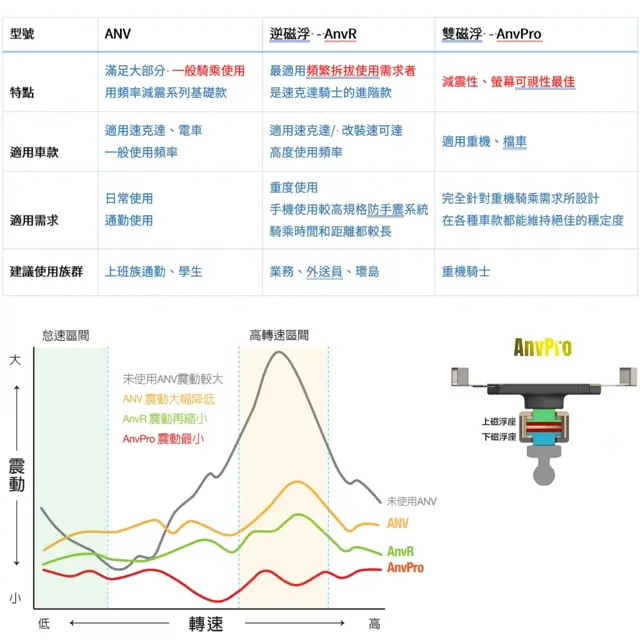 型號
ANV
逆磁浮 - AnvR
雙磁浮 - AnvPro
特點
滿足大部分 一般騎乘使用
用頻率減震系列基礎款
最適用頻繁拆拔使用需求者
是速克達騎士的進階款
減震性、螢幕可視性最佳
適用車款
適用速克達、電車
一般使用頻率
適用速克達/ 改裝速可達
高度使用頻率
適用重機、檔車
適用需求
日常使用
通勤使用
重度使用
手機使用較高規格防手震系統
騎乘時間和距離都較長
完全針對重機騎乘需求所設計
在各種車款都能維持絕佳的穩定度
建議使用族群
上班族通勤、學生
業務、外送員、環島
重機騎士
怠速區間
高轉速區間
大
震動
小
未使用ANV震動較大
ANV 震動大幅降低
AnvR 震動再縮小
AnvPro 震動最小
未使用ANV
ANV
AnvR
AnvPro
低
轉速
高
AnvPro
上磁浮座
下磁浮座